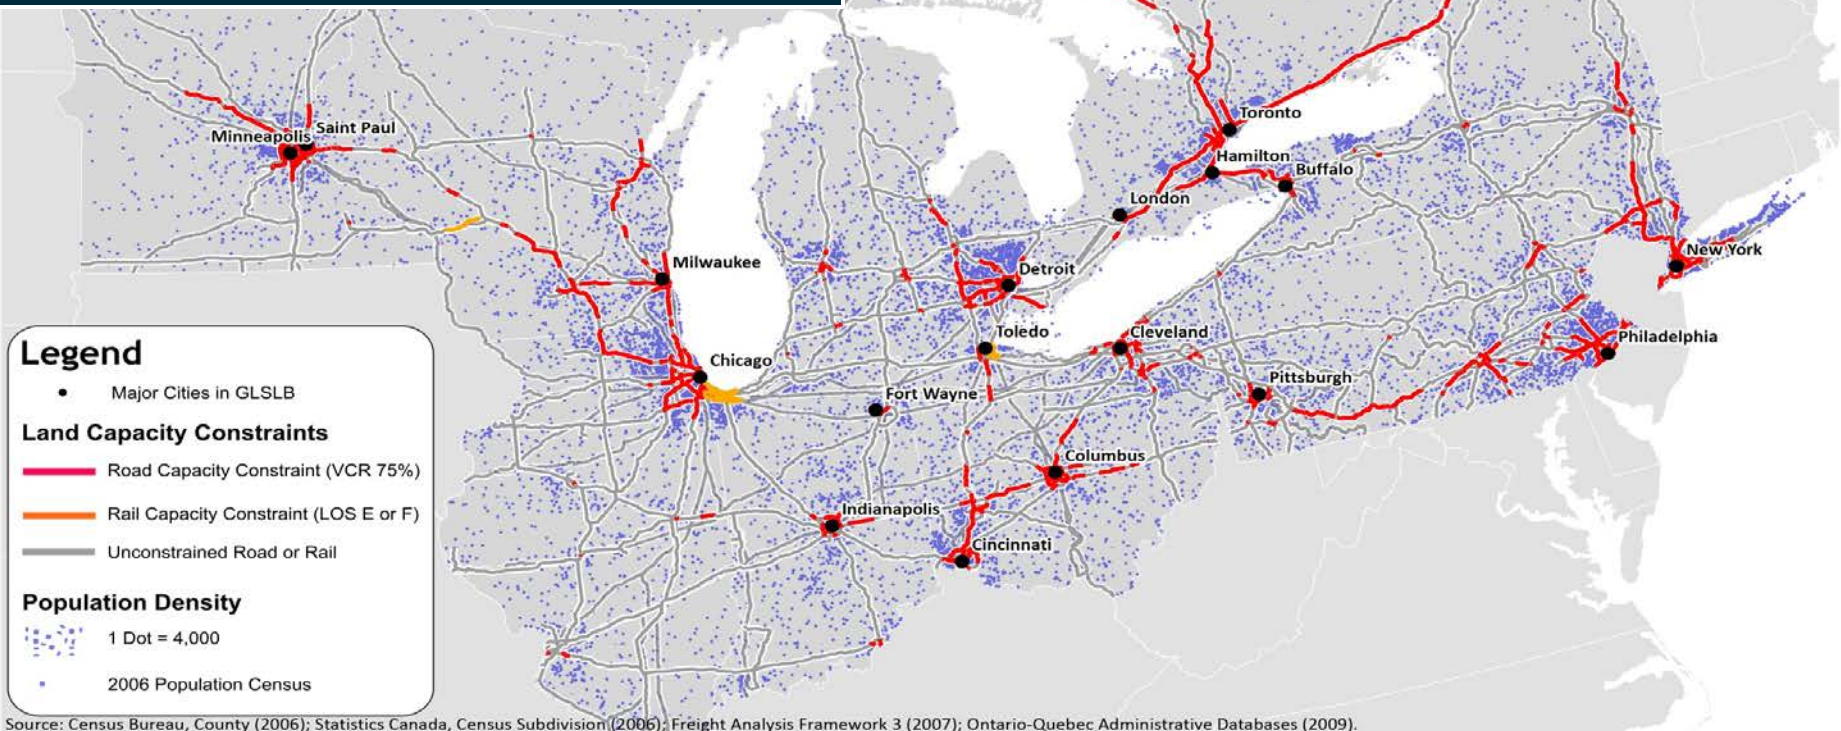 Toronto
Saint Paul
Minneapolis
Hamilton
Buffalo
London
New York
Milwaukee
Detroit
Toledo
Cleveland
Philadelphia
Chicago
Pittsburgh
Fort Wayne
Columbus
Indianapolis
Cincinnati
Legend
Major Cities in GLSLB
Land Capacity Constraints
Road Capacity Constraint (VCR 75%)
Rail Capacity Constraint (LOS E or F)
Unconstrained Road or Rail
Population Density
1 Dot = 4,000
2006 Population Census
Source: Census Bureau, County (2006); Statistics Canada, Census Subdivision (2006); Freight Analysis Framework 3 (2007); Ontario-Quebec Administrative Databases (2009).